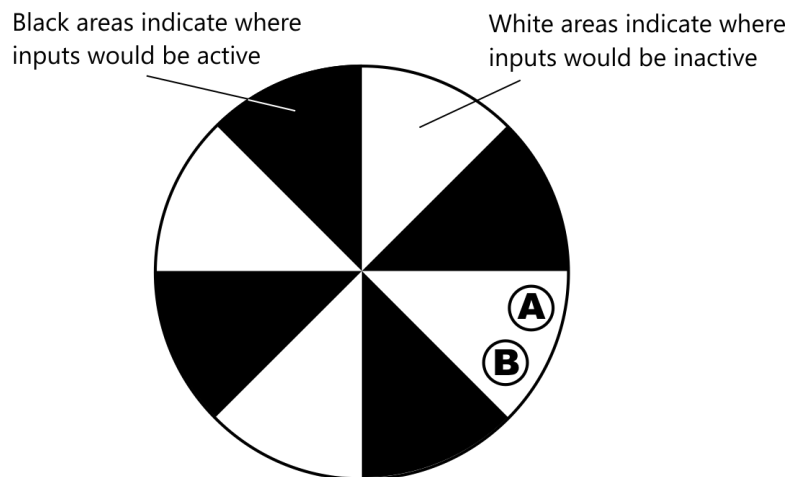 Black areas indicate where
inputs would be active
White areas indicate where
inputs would be inactive
A
B